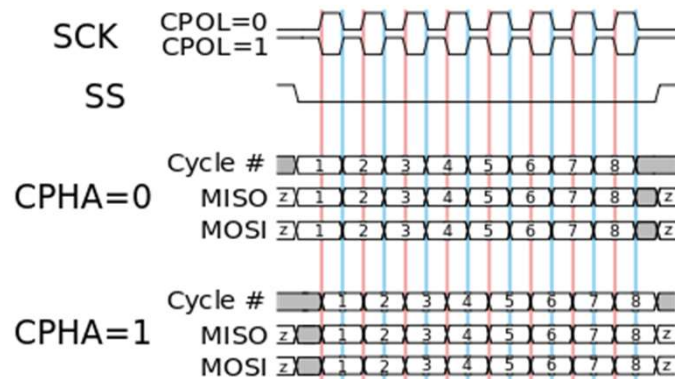 SCK CPOL=0
CPOL=1
SS
Cycle # 1 2 3 4 5 6 7 8
CPHA=0 MISO z 1 2 3 4 5 6 7 8 z
MOSI z 1 2 3 4 5 6 7 8 z
Cycle # 1 2 3 4 5 6 7 8
CPHA=1 MISO z 1 2 3 4 5 6 7 8 z
MOSI z 1 2 3 4 5 6 7 8 z